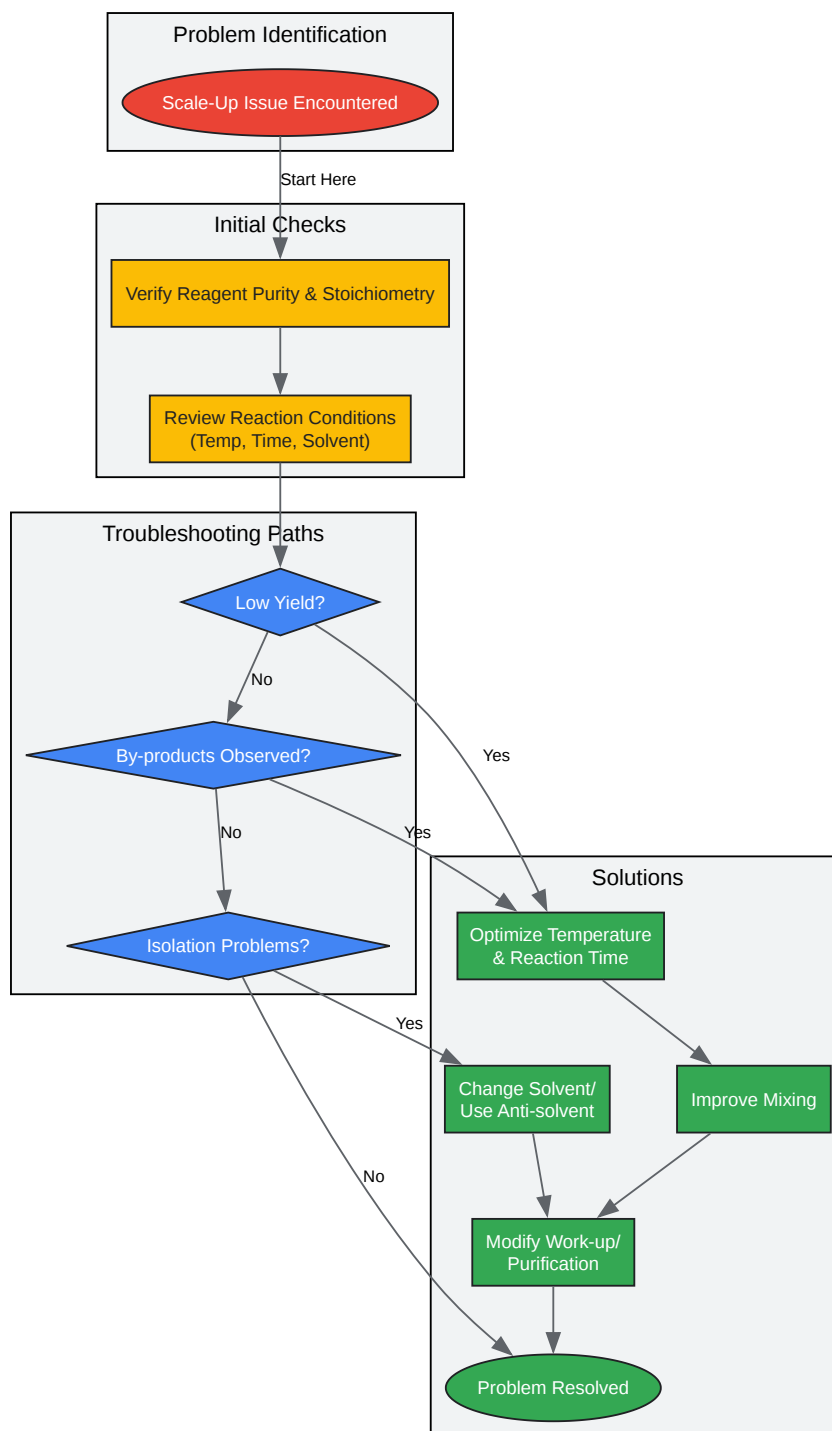 Problem Identification
Scale-Up Issue Encountered
Start Here
Initial Checks
Verify Reagent Purity & Stoichiometry
Review Reaction Conditions
(Temp, Time, Solvent)
Troubleshooting Paths
Low Yield?
No
Yes
By-products Observed?
No
Yes
Solutions
Optimize Temperature
& Reaction Time
Isolation Problems?
Yes
No
Change Solvent/
Use Anti-solvent
Improve Mixing
Modify Work-up/
Purification
Problem Resolved